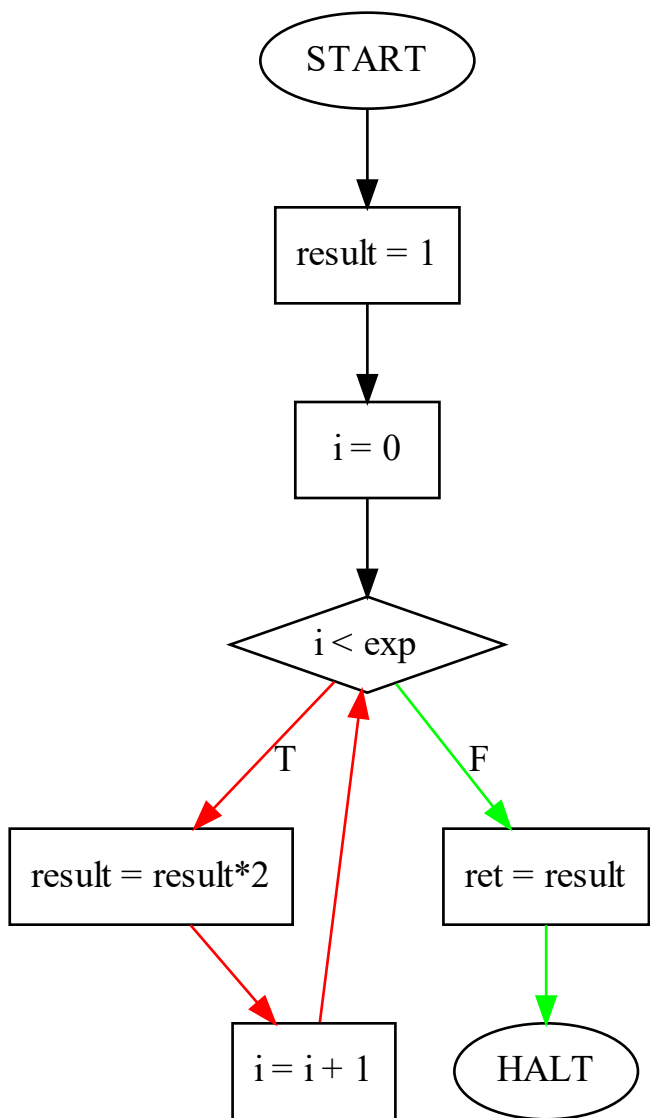 START
result = 1
i = 0
i < exp
T
F
result = result*2
ret = result
i = i + 1
HALT